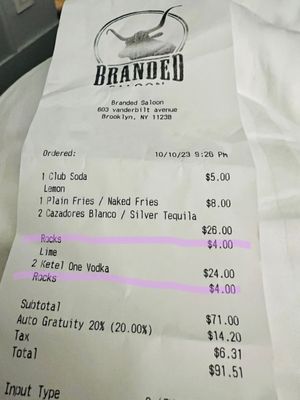 BRANDED
SALOON
Branded Saloon
603 vanderbilt avenue
Brooklyn, NY 11238
Ordered: 10/10/23 9:26 PM
1 Club Soda $5.00
Lemon
1 Plain Fries / Naked Fries $8.00
2 Cazadores Blanco / Silver Tequila
$26.00
Rocks $4.00
Lime
2 Ketel One Vodka $24.00
Rocks $4.00
Subtotal $71.00
Auto Gratuity 20% (20.00%) $14.20
Tax $6.31
Total $91.51
Input Type